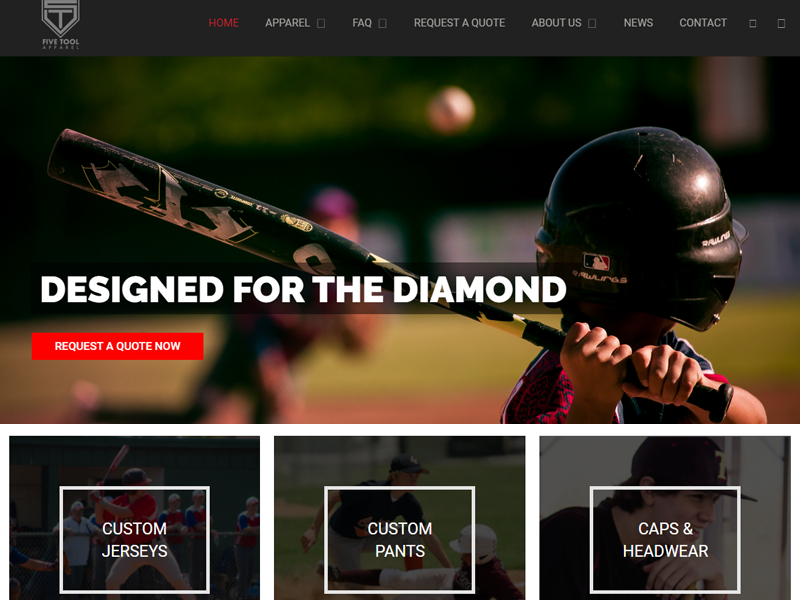 FIVE TOOL
APPAREL
HOME APPAREL FAQ REQUEST A QUOTE ABOUT US NEWS CONTACT
RAWLINGS
RAWLINGS
DESIGNED FOR THE DIAMOND
REQUEST A QUOTE NOW
CUSTOM
JERSEYS
CUSTOM
PANTS
CAPS &
HEADWEAR